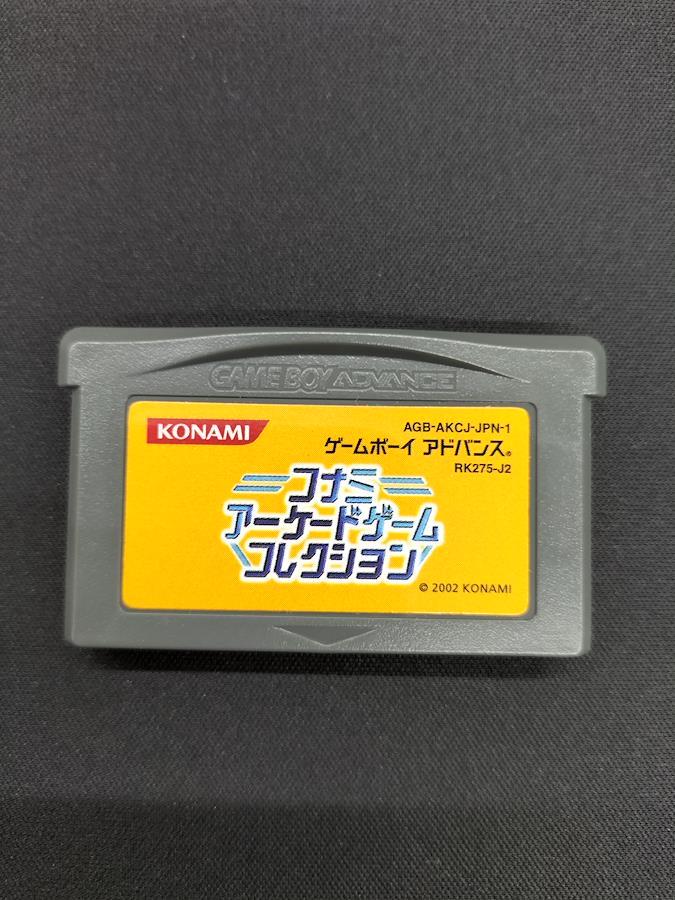 GAME BOY ADVANCE
KONAMI
AGB-AKCJ-JPN-1
ゲームボーイ アドバンス®
RK275-J2
コナミ
アーケードゲーム
コレクション
© 2002 KONAMI